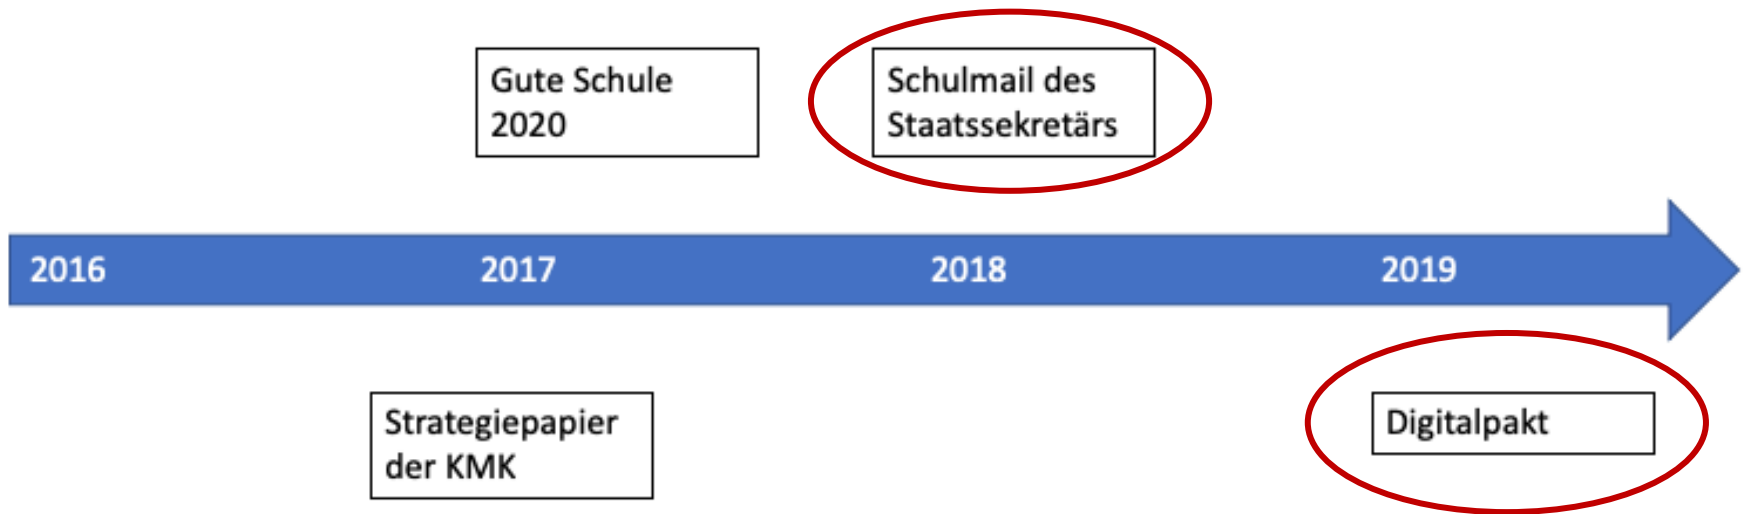 Gute Schule
2020
Schulmail des
Staatssekretärs
2016
2017
2018
2019
Strategiepapier
der KMK
Digitalpakt